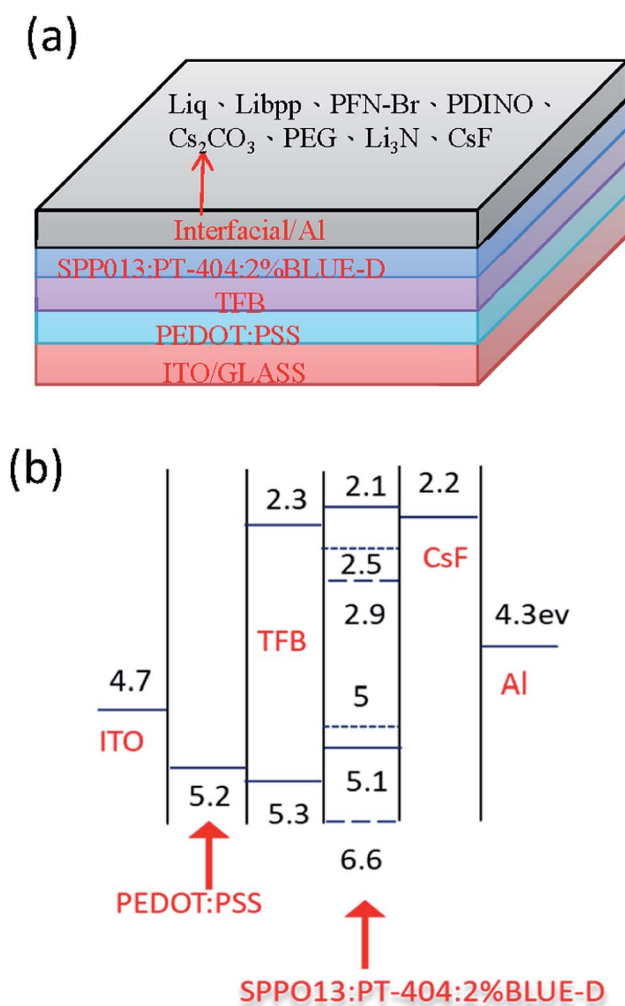 (a)
Liq、Libpp、PFN-Br、PDINO、
Cs₂CO₃、PEG、Li₃N、CsF
Interfacial/Al
SPP013:PT-404:2%BLUE-D
TFB
PEDOT:PSS
ITO/GLASS
(b)
2.3
2.1
2.2
2.5
CsF
TFB
2.9
4.3ev
4.7
5
Al
ITO
5.2
5.3
5.1
6.6
PEDOT:PSS
SPPO13:PT-404:2%BLUE-D